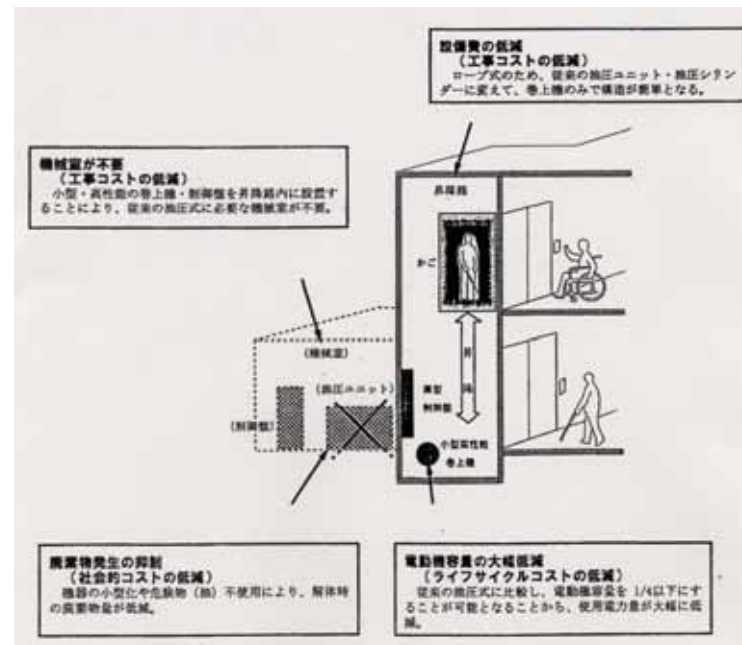 設備費の低減
（工事コストの低減）
ロープ式のため、従来の油圧ユニット・油圧シリン
ダーに変えて、巻上機のみで構造が簡単となる。
機械室が不要
（工事コストの低減）
小型・高性能の巻上機・制御盤を昇降路内に設置す
ることにより、従来の油圧式に必要な機械室が不要。
昇降路
かご
昇
降
（機械室）
（油圧ユニット）
（制御盤）
薄型
制御盤
小型高性能
巻上機
廃棄物発生の抑制
（社会的コストの低減）
機器の小型化や危険物（油）不使用により、解体時
の廃棄物量が低減。
電動機容量の大幅低減
（ライフサイクルコストの低減）
従来の油圧式に比較し、電動機容量を 1/4以下にす
ることが可能となることから、使用電力量が大幅に低
減。